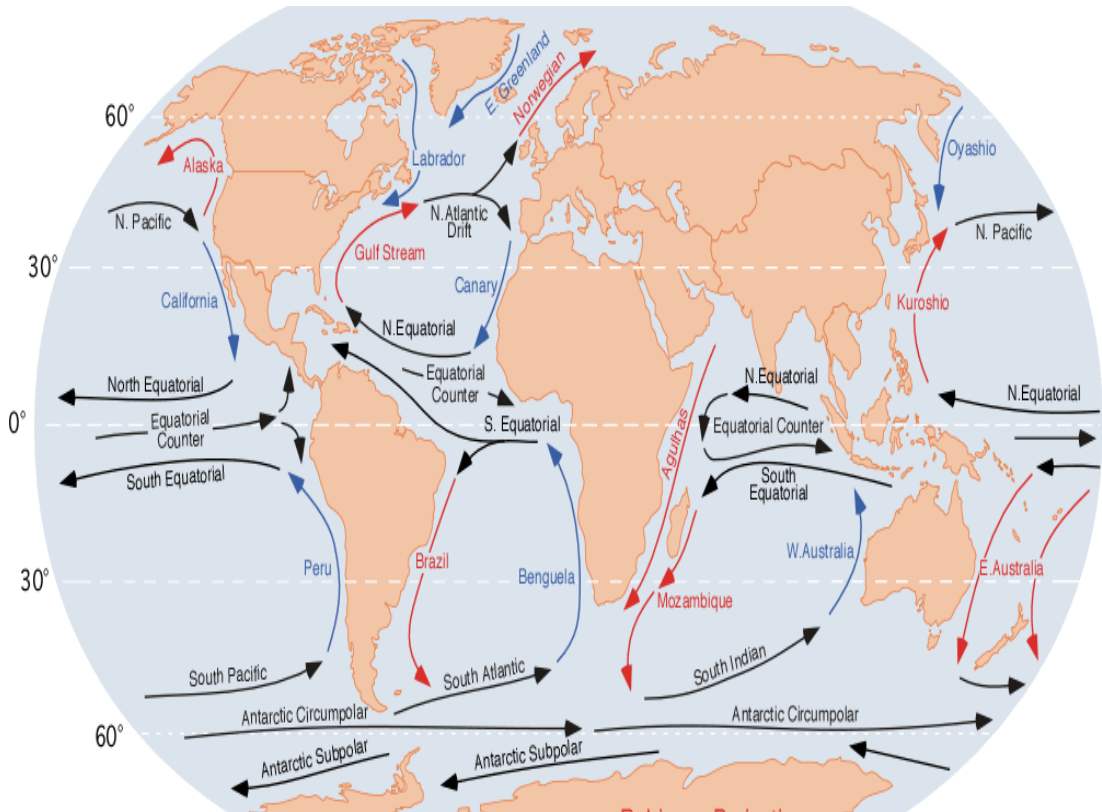 E. Greenland
Norwegian
60°
Alaska
Labrador
Oyashio
N. Pacific
N.Atlantic
Drift
N. Pacific
Gulf Stream
30°
California
Canary
Kuroshio
N.Equatorial
North Equatorial
Equatorial
Counter
N.Equatorial
N.Equatorial
0°
Equatorial
Counter
S. Equatorial
Agulhas
Equatorial Counter
South Equatorial
South
Equatorial
Peru
Brazil
Benguela
W.Australia
E.Australia
30°
Mozambique
South Pacific
South Atlantic
South Indian
Antarctic Circumpolar
Antarctic Circumpolar
60°
Antarctic Subpolar
Antarctic Subpolar